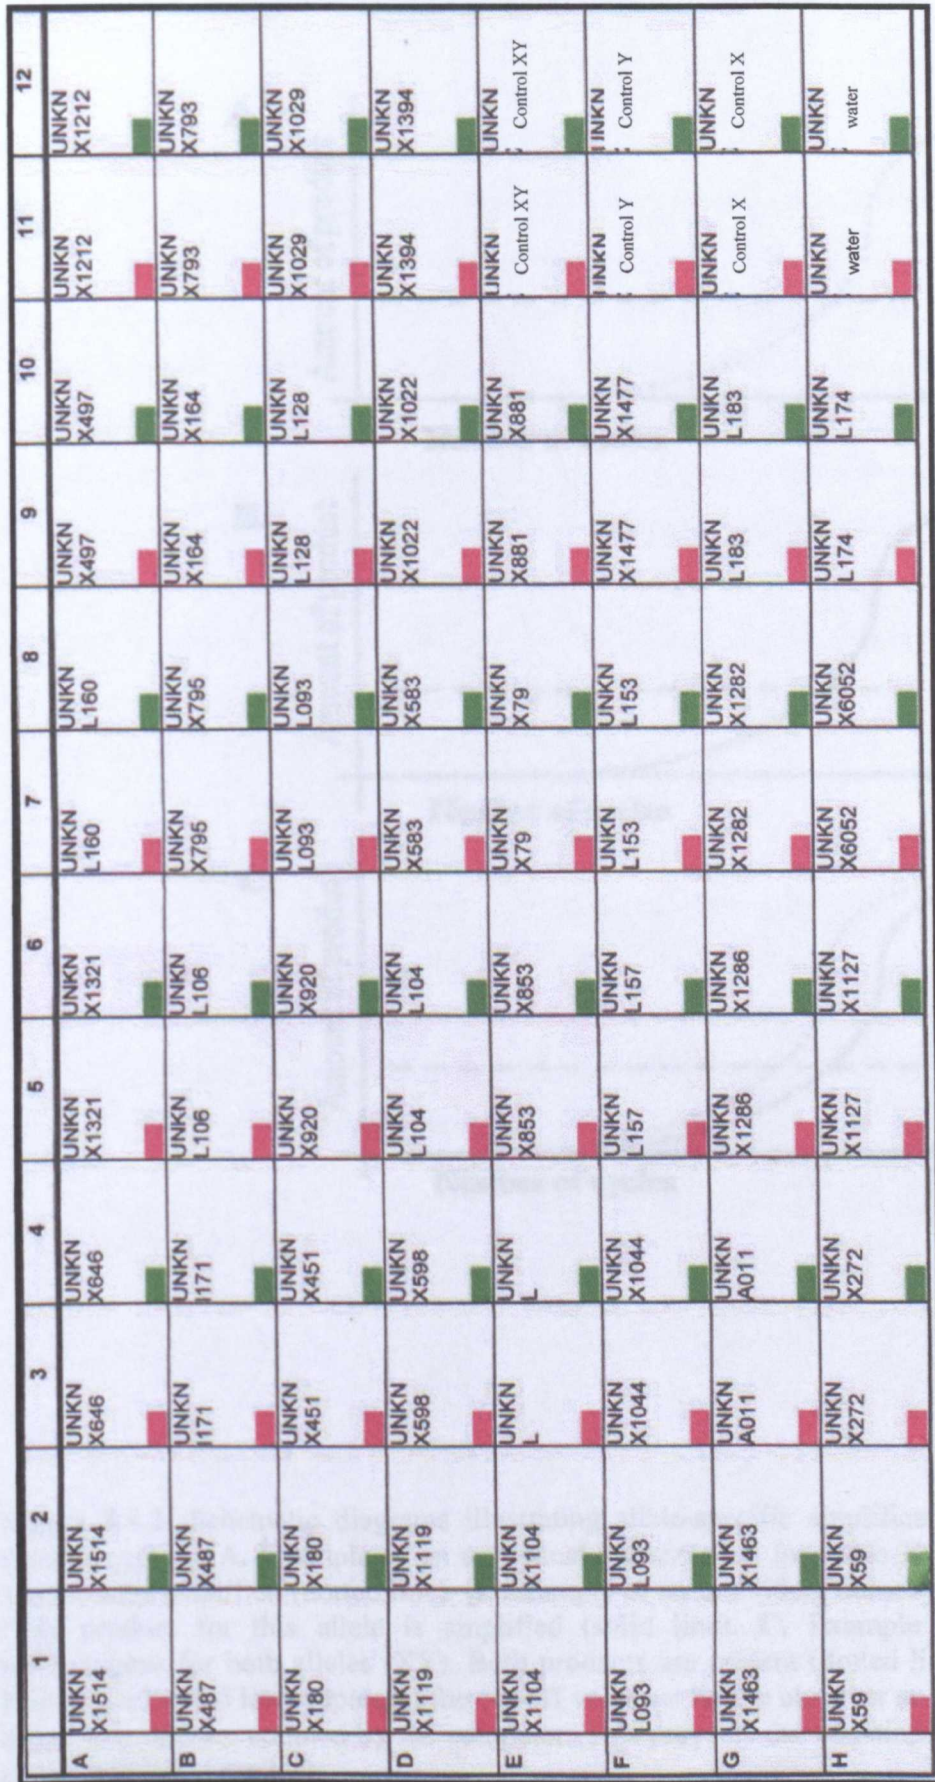 1 2 3 4 5 6 7 8 9 10 11 12
A UNKN UNKN UNKN UNKN UNKN UNKN UNKN UNKN UNKN UNKN UNKN UNKN
X1514 X1514 X646 X646 X1321 X1321 L160 L160 X497 X497 X1212 X1212
B UNKN UNKN UNKN UNKN UNKN UNKN UNKN UNKN UNKN UNKN UNKN UNKN
X487 X487 I171 I171 L106 L106 X795 X795 X164 X164 X793 X793
C UNKN UNKN UNKN UNKN UNKN UNKN UNKN UNKN UNKN UNKN UNKN UNKN
X180 X180 X451 X451 X920 X920 L093 L093 L128 L128 X1029 X1029
D UNKN UNKN UNKN UNKN UNKN UNKN UNKN UNKN UNKN UNKN UNKN UNKN
X1119 X1119 X598 X598 L104 L104 X583 X583 X1022 X1022 X1394 X1394
E UNKN UNKN UNKN UNKN UNKN UNKN UNKN UNKN UNKN UNKN UNKN UNKN
X1104 X1104 L L X853 X853 X79 X79 X881 X881 Control XY Control XY
F UNKN UNKN UNKN UNKN UNKN UNKN UNKN UNKN UNKN UNKN UNKN UNKN
L093 L093 X1044 X1044 L157 L157 L153 L153 X1477 X1477 Control Y Control Y
G UNKN UNKN UNKN UNKN UNKN UNKN UNKN UNKN UNKN UNKN UNKN UNKN
X1463 X1463 A011 A011 X1286 X1286 X1282 X1282 L183 L183 Control X Control X
H UNKN UNKN UNKN UNKN UNKN UNKN UNKN UNKN UNKN UNKN UNKN UNKN
X59 X59 X272 X272 X1127 X1127 X6052 X6052 L174 L174 water water